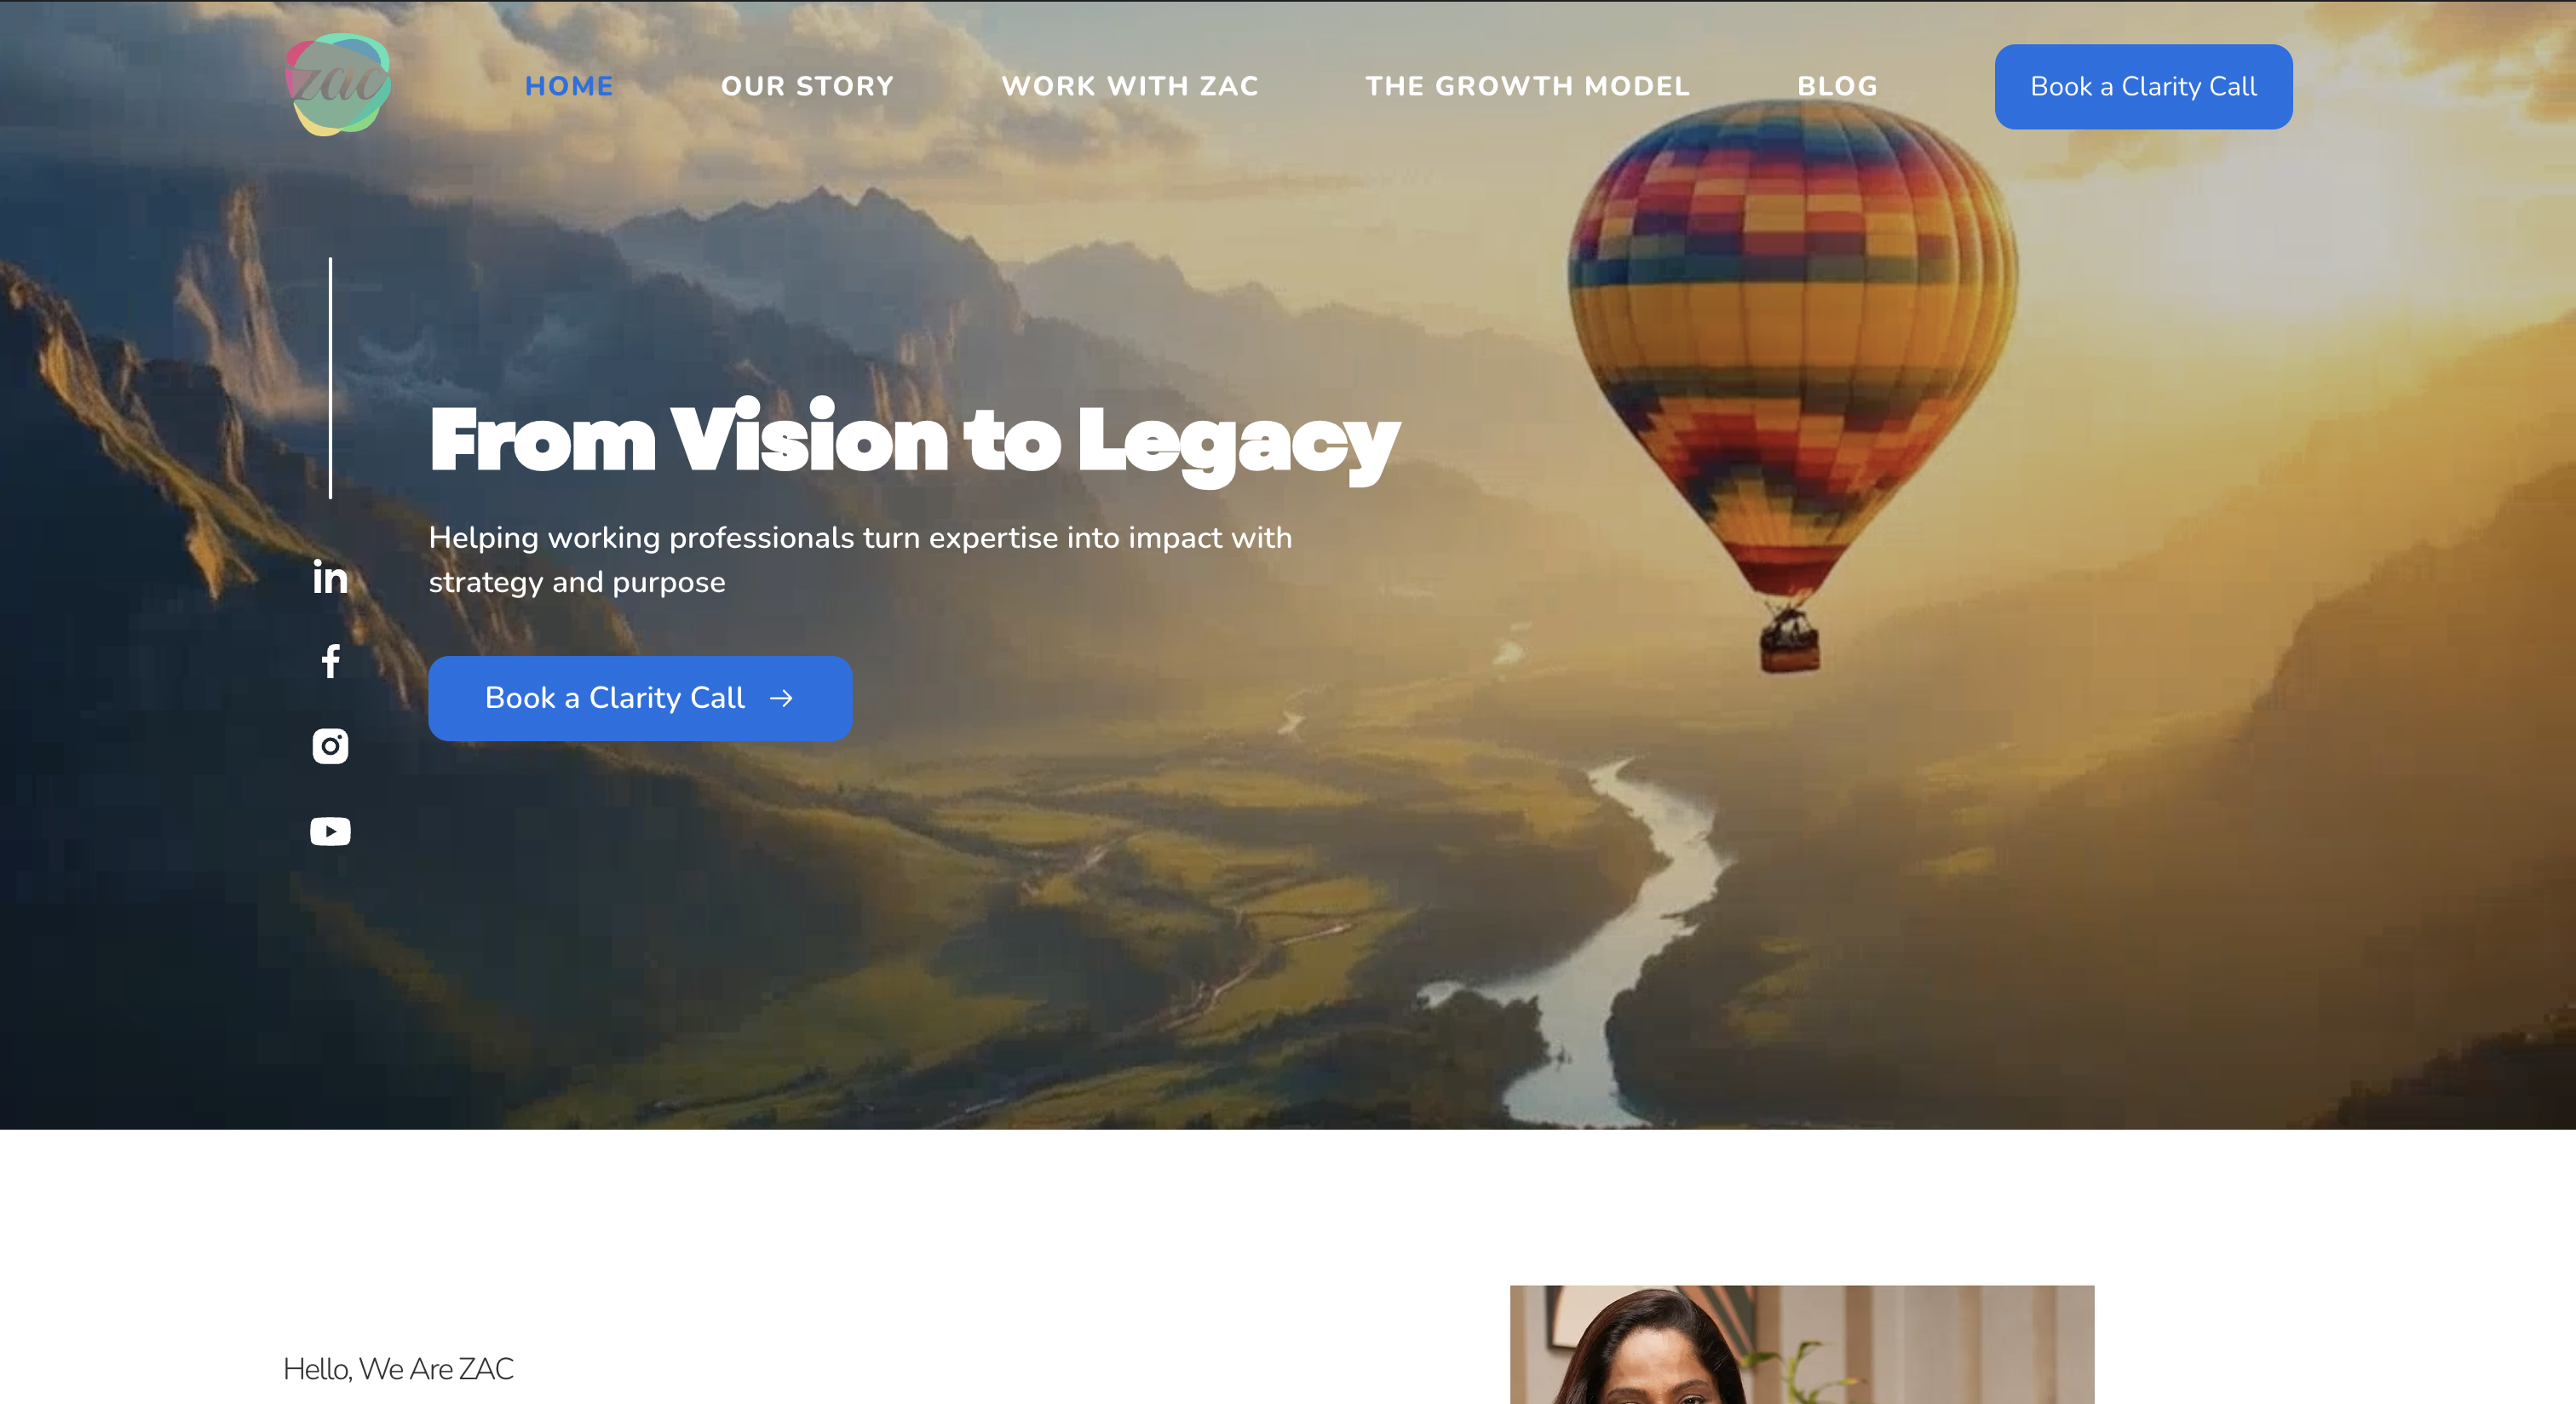 zac
HOME
OUR STORY
WORK WITH ZAC
THE GROWTH MODEL
BLOG
Book a Clarity Call
From Vision to Legacy
Helping working professionals turn expertise into impact with
strategy and purpose
Book a Clarity Call →
in
f
Hello, We Are ZAC